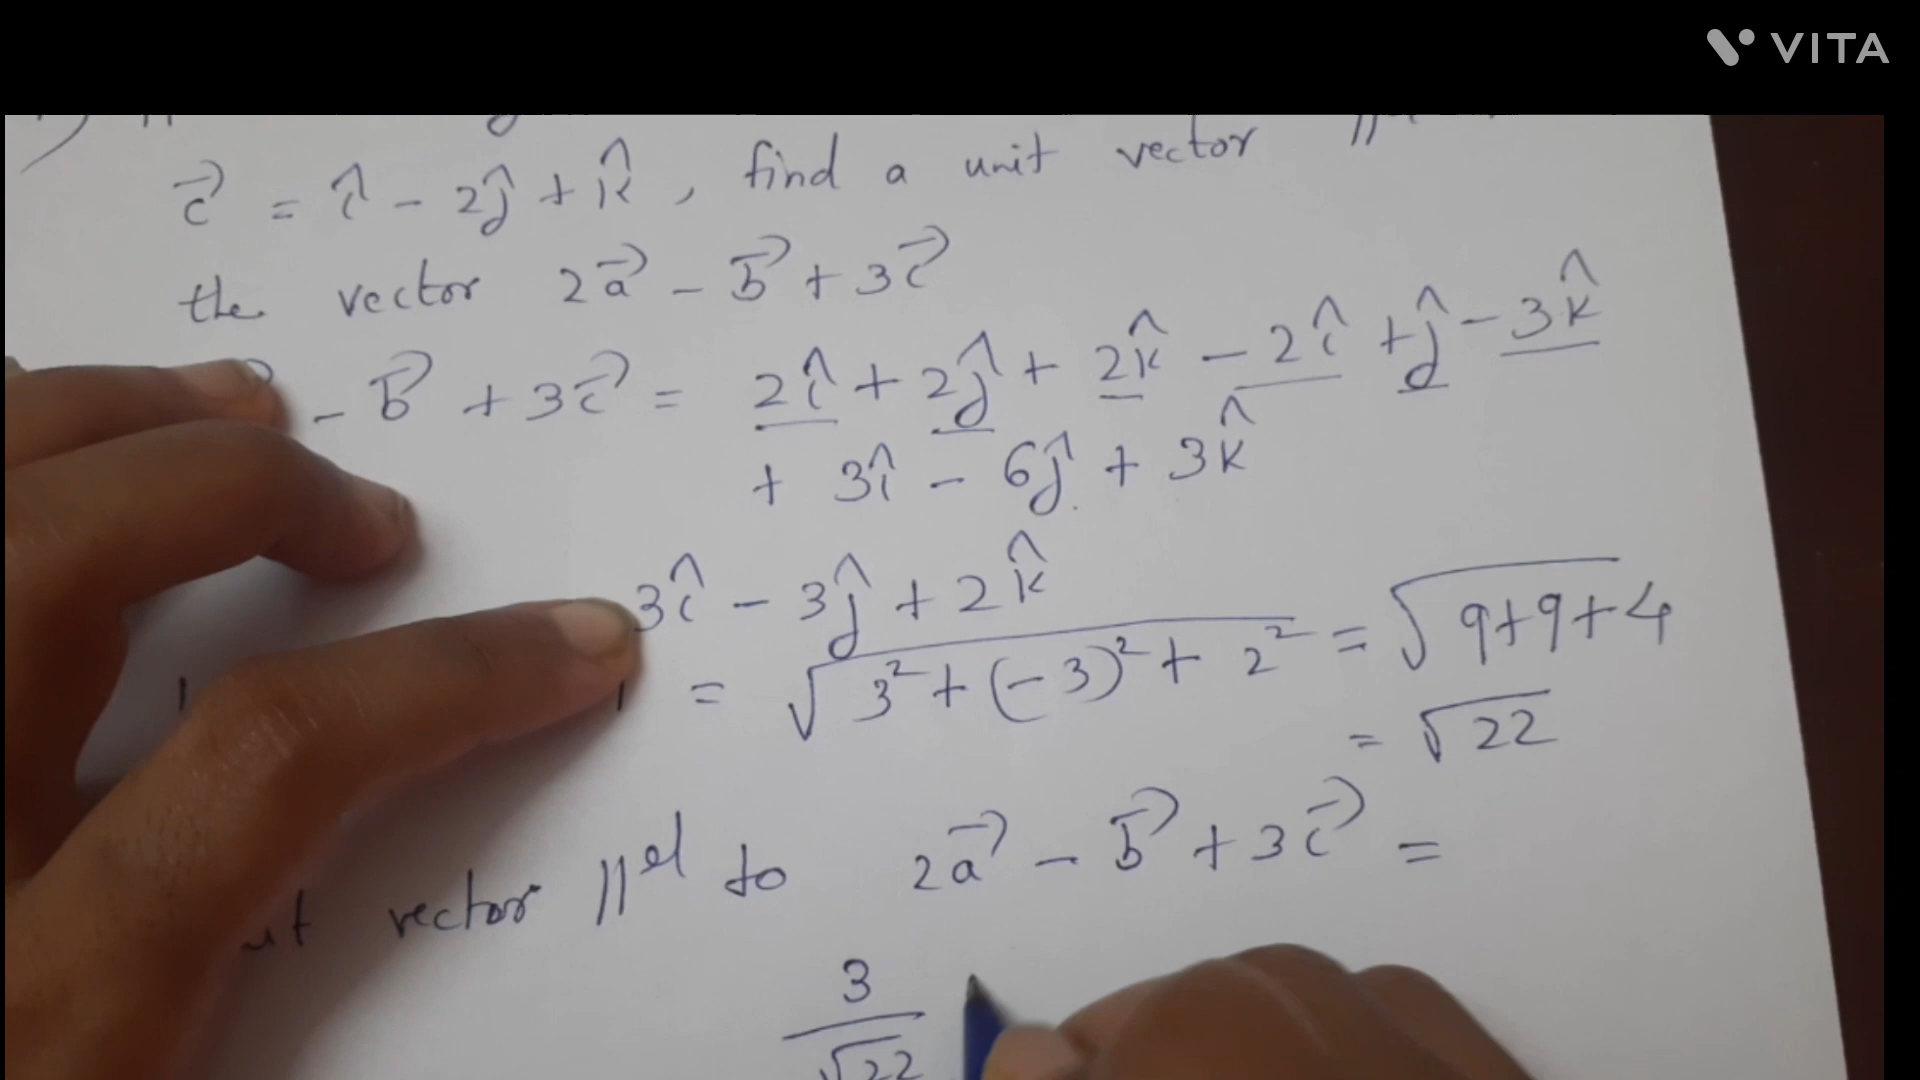 VITA
c⃗ = î - 2ĵ + k̂, find a unit vector
the vector 2a⃗ - b⃗ + 3c⃗
- b⃗ + 3c⃗ = 2î + 2ĵ + 2k̂ - 2î + ĵ - 3k̂
+ 3î - 6ĵ + 3k̂
3î - 3ĵ + 2k̂
= √(3² + (-3)² + 2²) = √(9+9+4)
= √22
vector ||el to 2a⃗ - b⃗ + 3c⃗ =
3/√22